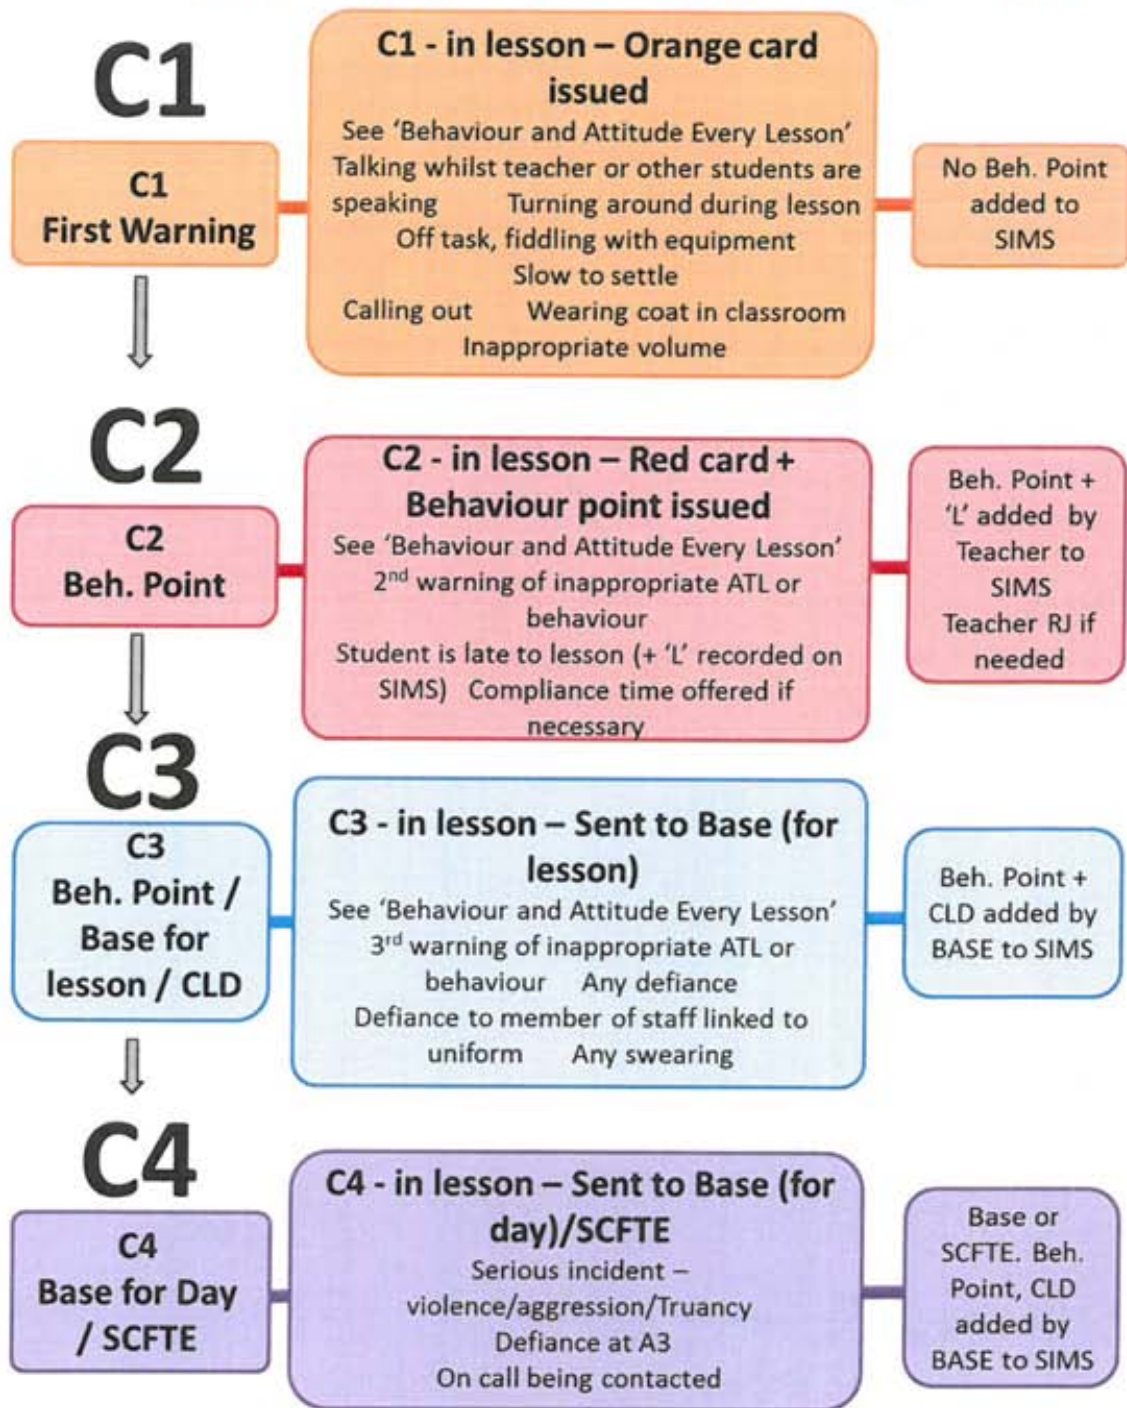 C1
C1
First Warning
C1 - in lesson – Orange card
issued
See 'Behaviour and Attitude Every Lesson'
Talking whilst teacher or other students are
speaking Turning around during lesson
Off task, fiddling with equipment
Slow to settle
Calling out Wearing coat in classroom
Inappropriate volume
No Beh. Point
added to
SIMS
C2
C2
Beh. Point
C2 - in lesson – Red card +
Behaviour point issued
See 'Behaviour and Attitude Every Lesson'
2nd warning of inappropriate ATL or
behaviour
Student is late to lesson (+ 'L' recorded on
SIMS) Compliance time offered if
necessary
Beh. Point +
'L' added by
Teacher to
SIMS
Teacher RJ if
needed
C3
C3
Beh. Point /
Base for
lesson / CLD
C3 - in lesson – Sent to Base (for
lesson)
See 'Behaviour and Attitude Every Lesson'
3rd warning of inappropriate ATL or
behaviour Any defiance
Defiance to member of staff linked to
uniform Any swearing
Beh. Point +
CLD added by
BASE to SIMS
C4
C4
Base for Day
/ SCFTE
C4 - in lesson – Sent to Base (for
day)/SCFTE
Serious incident –
violence/aggression/Truancy
Defiance at A3
On call being contacted
Base or
SCFTE. Beh.
Point, CLD
added by
BASE to SIMS